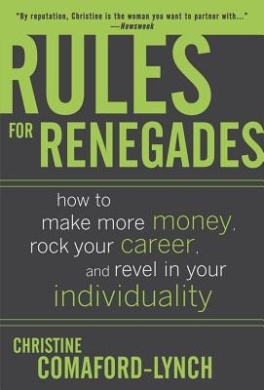 "By reputation, Christine is the woman you want to partner with..."
—Newsweek
RULES
FOR RENEGADES
how to
make more money,
rock your career,
and revel in your
individuality
CHRISTINE
COMAFORD-LYNCH